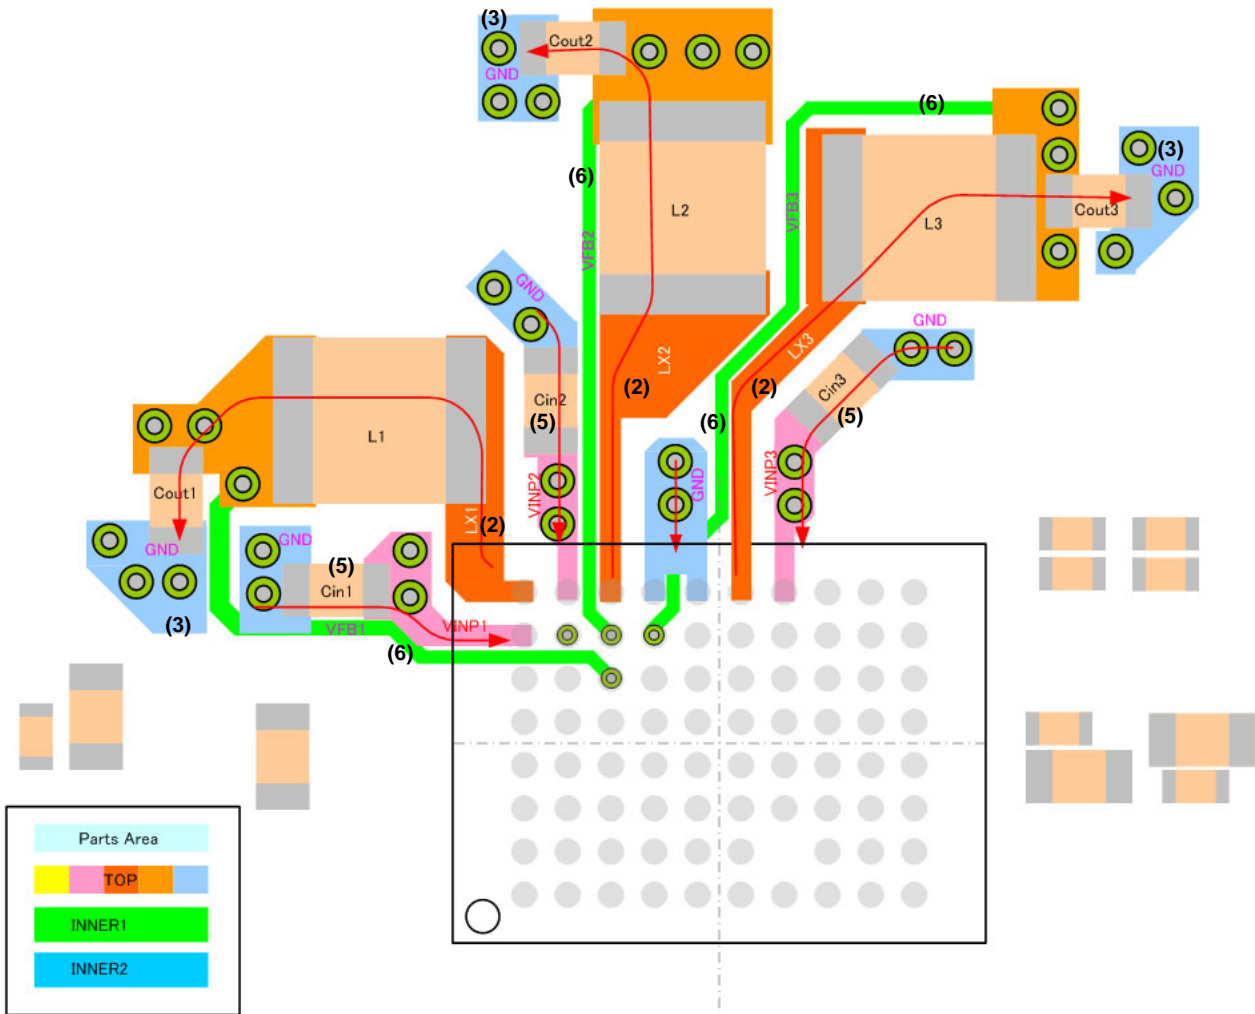 (3)
Cout2
GND
(6)
(6)
(3)
GND
L2
VFB2
VFB3
L3
Cout3
GND
LX2
LX3
GND
(2)
(2)
Cin2
(5)
Cin3
(5)
(6)
L1
VINP2
GND
VINP3
Cout1
LX1
(2)
GND
GND
(5)
Cin1
(3)
VFB1
VINP1
(6)
Parts Area
TOP
INNER1
INNER2